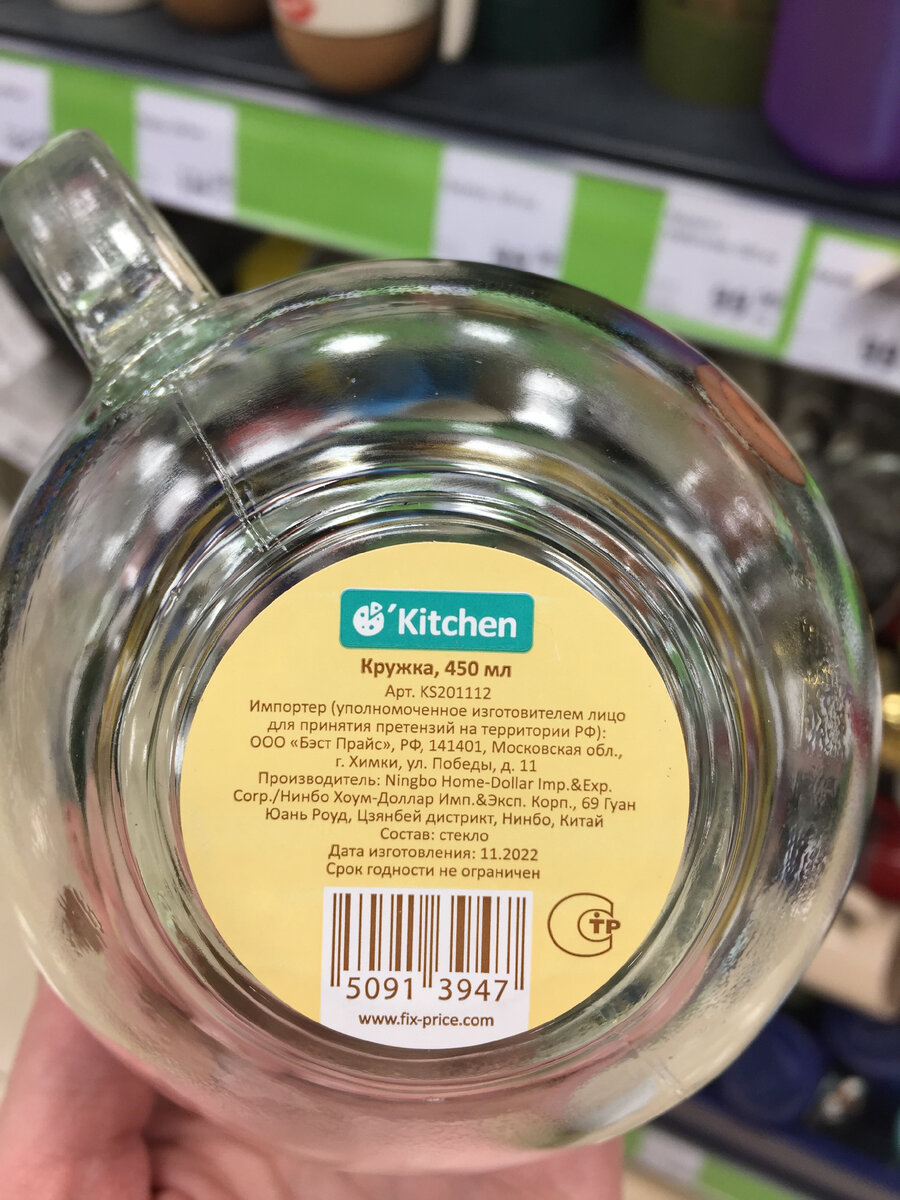 'Kitchen
Кружка, 450 мл
Арт. KS201112
Импортер (уполномоченное изготовителем лицо
для принятия претензий на территории РФ):
ООО «Бэст Прайс», РФ, 141401, Московская обл.,
г. Химки, ул. Победы, д. 11
Производитель: Ningbo Home-Dollar Imp.&Exp.
Corp./Нинбо Хоум-Доллар Имп.&Эксп. Корп., 69 Гуан
Юань Роуд, Цзянбей дистрикт, Нинбо, Китай
Состав: стекло
Дата изготовления: 11.2022
Срок годности не ограничен
СТР
5091 3947
www.fix-price.com